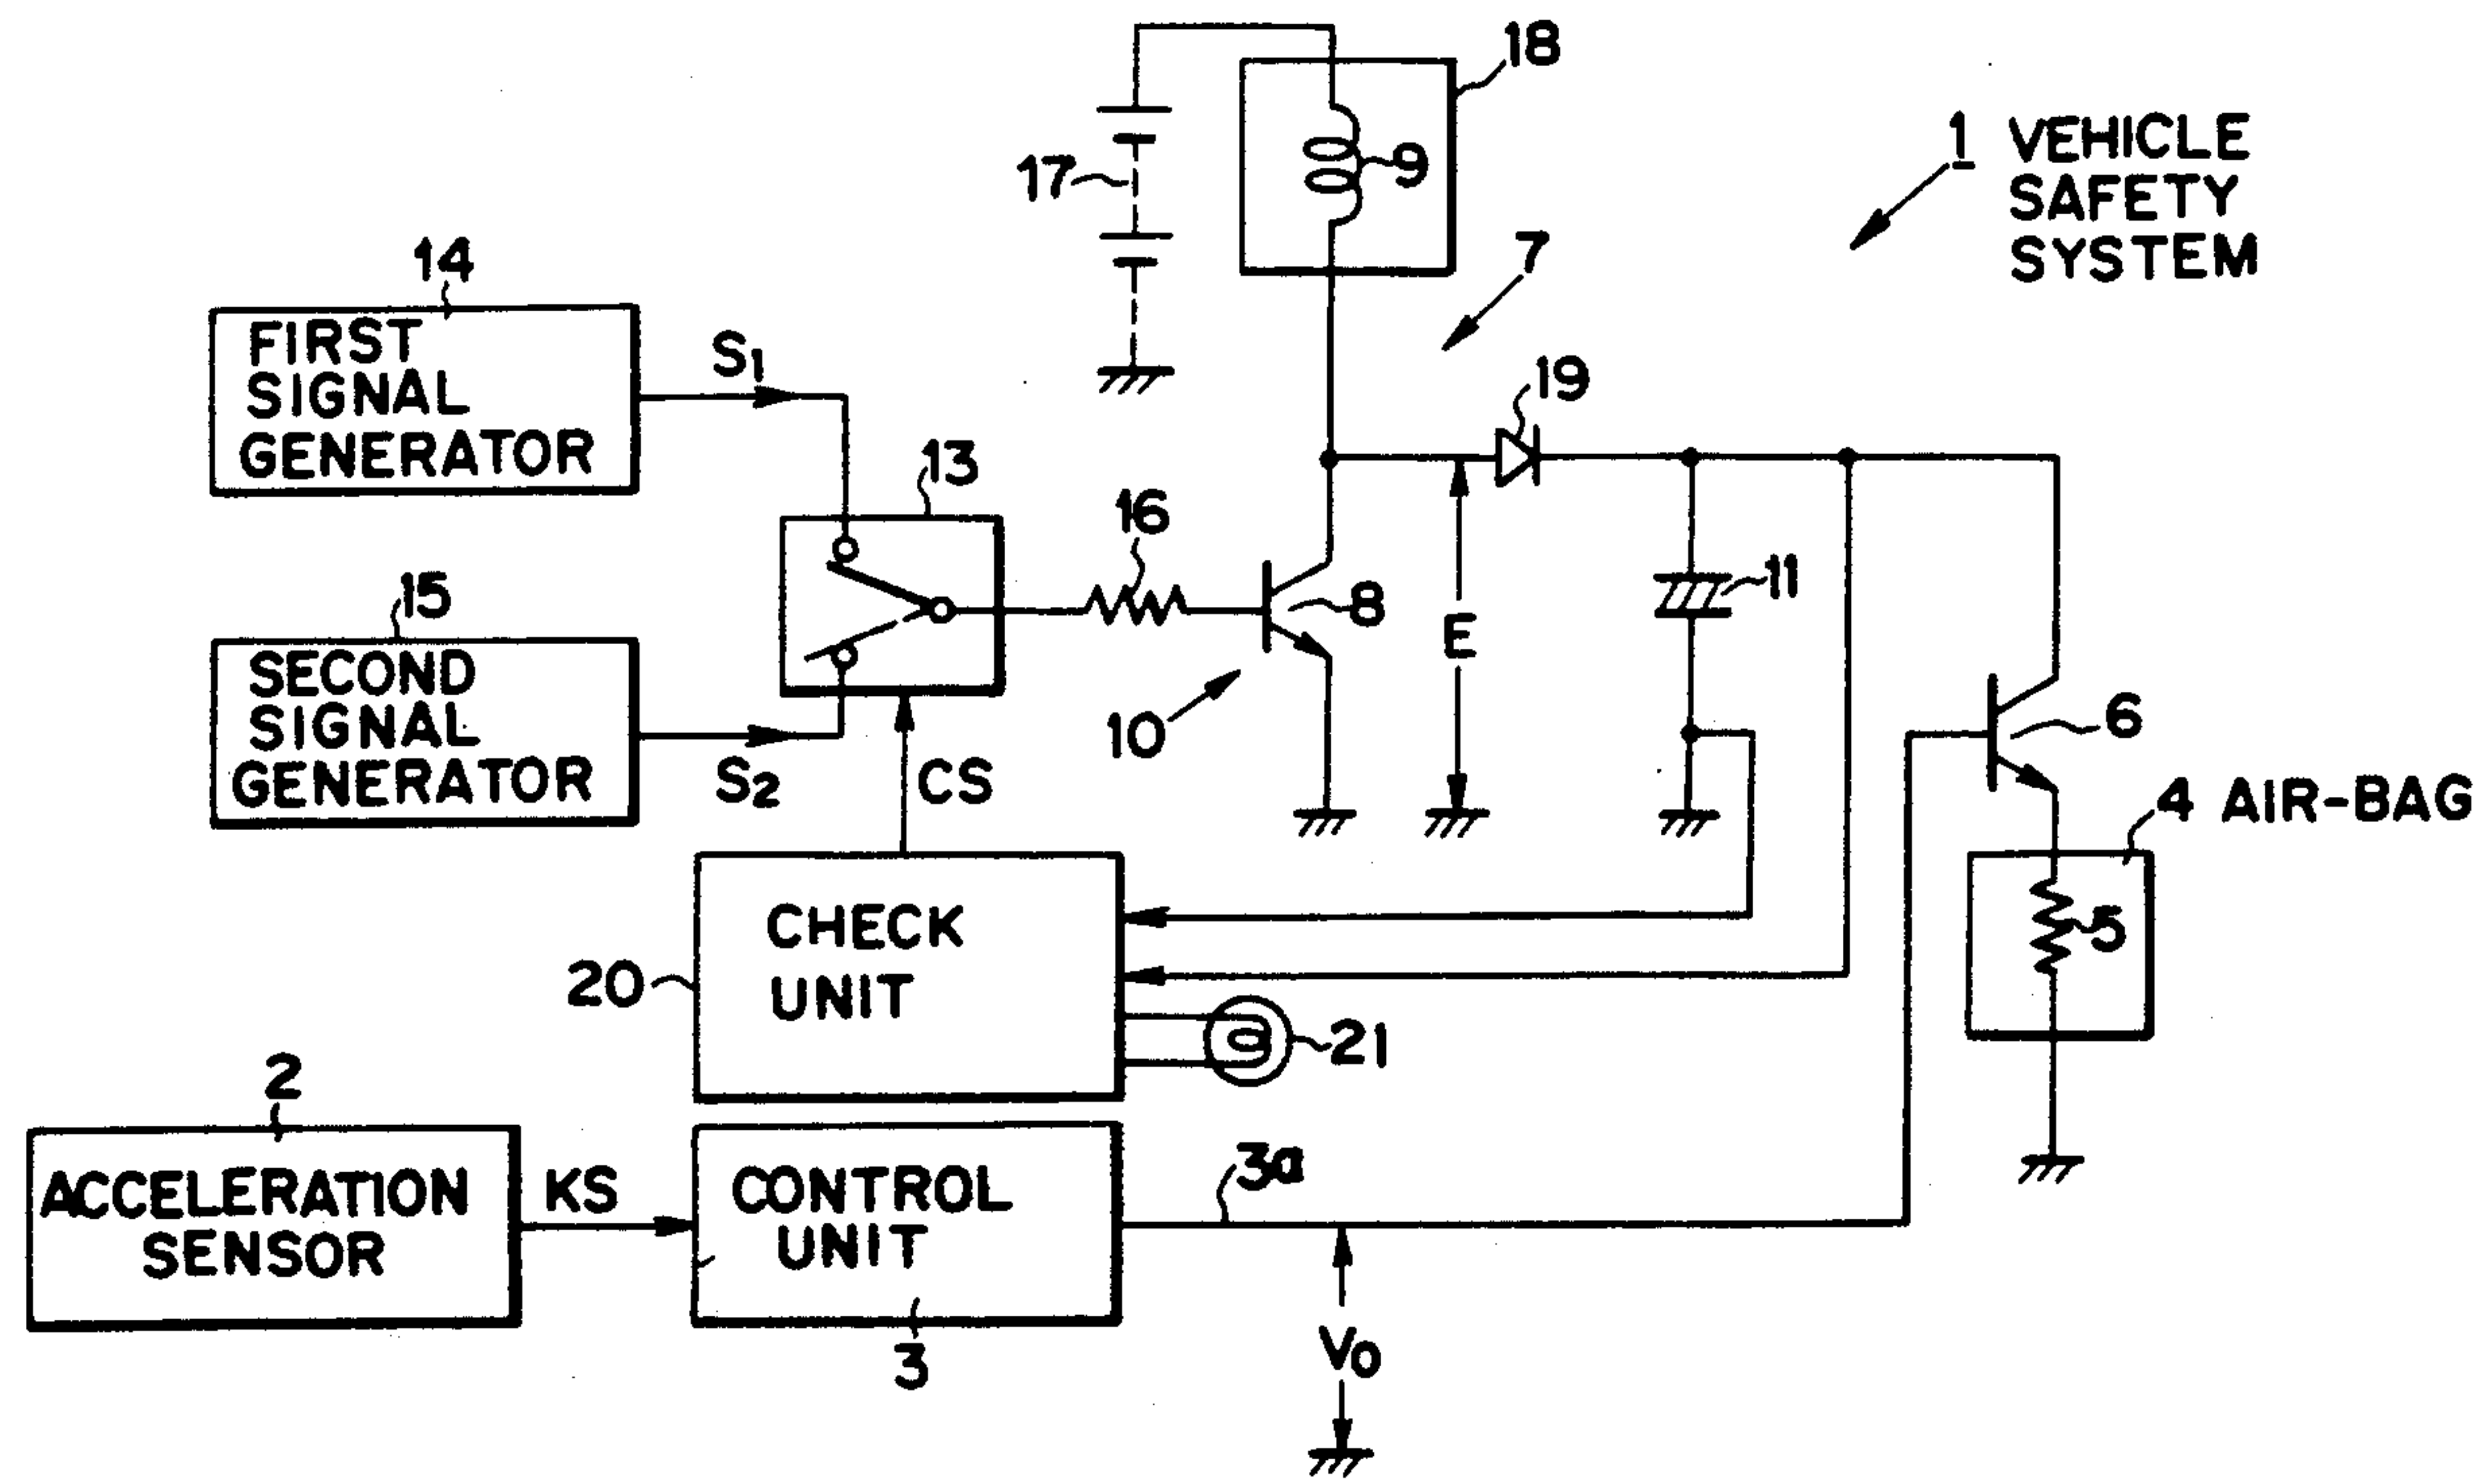 18
1 VEHICLE
SAFETY
SYSTEM
17
9
7
14
FIRST
SIGNAL
GENERATOR
S1
19
13
16
15
SECOND
SIGNAL
GENERATOR
S2
8
E
11
10
CS
6
4 AIR-BAG
5
CHECK
UNIT
20
21
2
ACCELERATION
SENSOR
KS
CONTROL
UNIT
3
3a
Vo